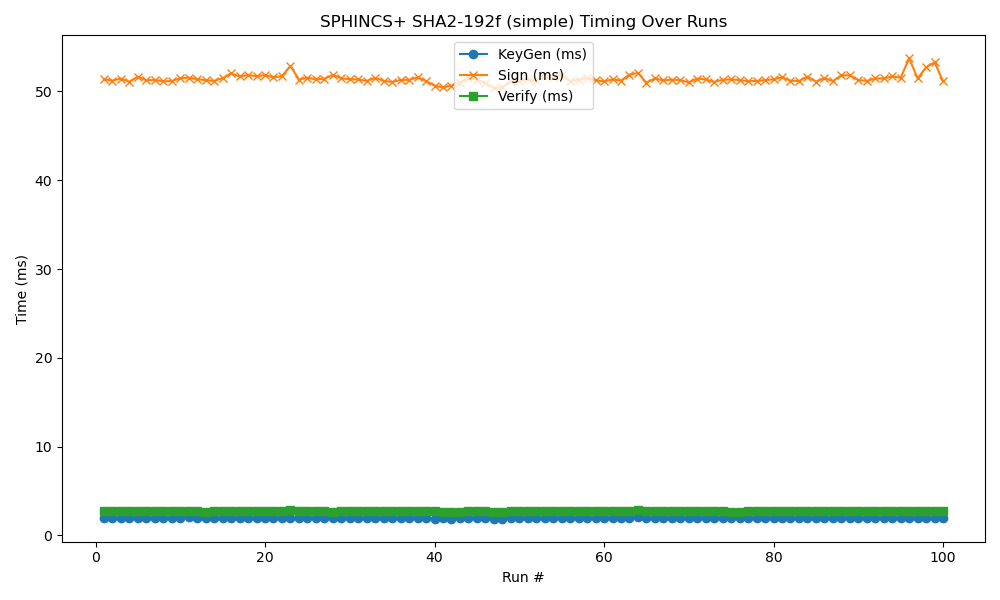 SPHINCS+ SHA2-192f (simple) Timing Over Runs
KeyGen (ms)
Sign (ms)
Verify (ms)
Time (ms)
50
40
30
20
10
0
0 20 40 60 80 100
Run #